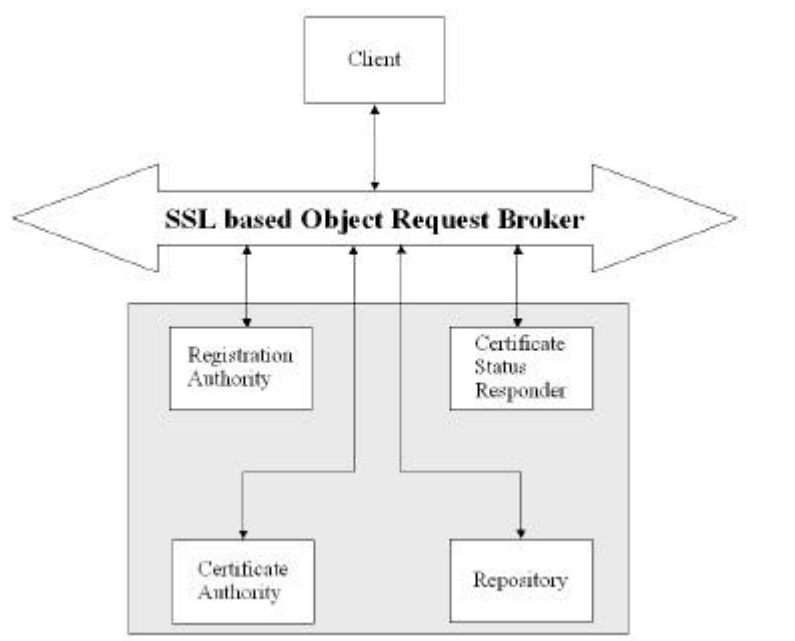 Client
SSL based Object Request Broker
Registration
Authority
Certificate
Status
Responder
Certificate
Authority
Repository